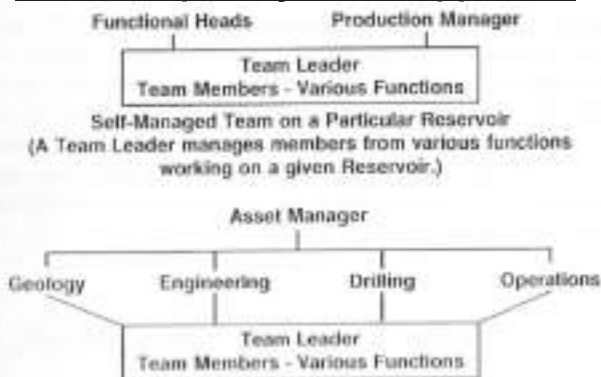 Functional Heads Production Manager
Team Leader
Team Members - Various Functions
Self-Managed Team on a Particular Reservoir
(A Team Leader manages members from various functions
working on a given Reservoir.)
Asset Manager
Geology Engineering Drilling Operations
Team Leader
Team Members - Various Functions